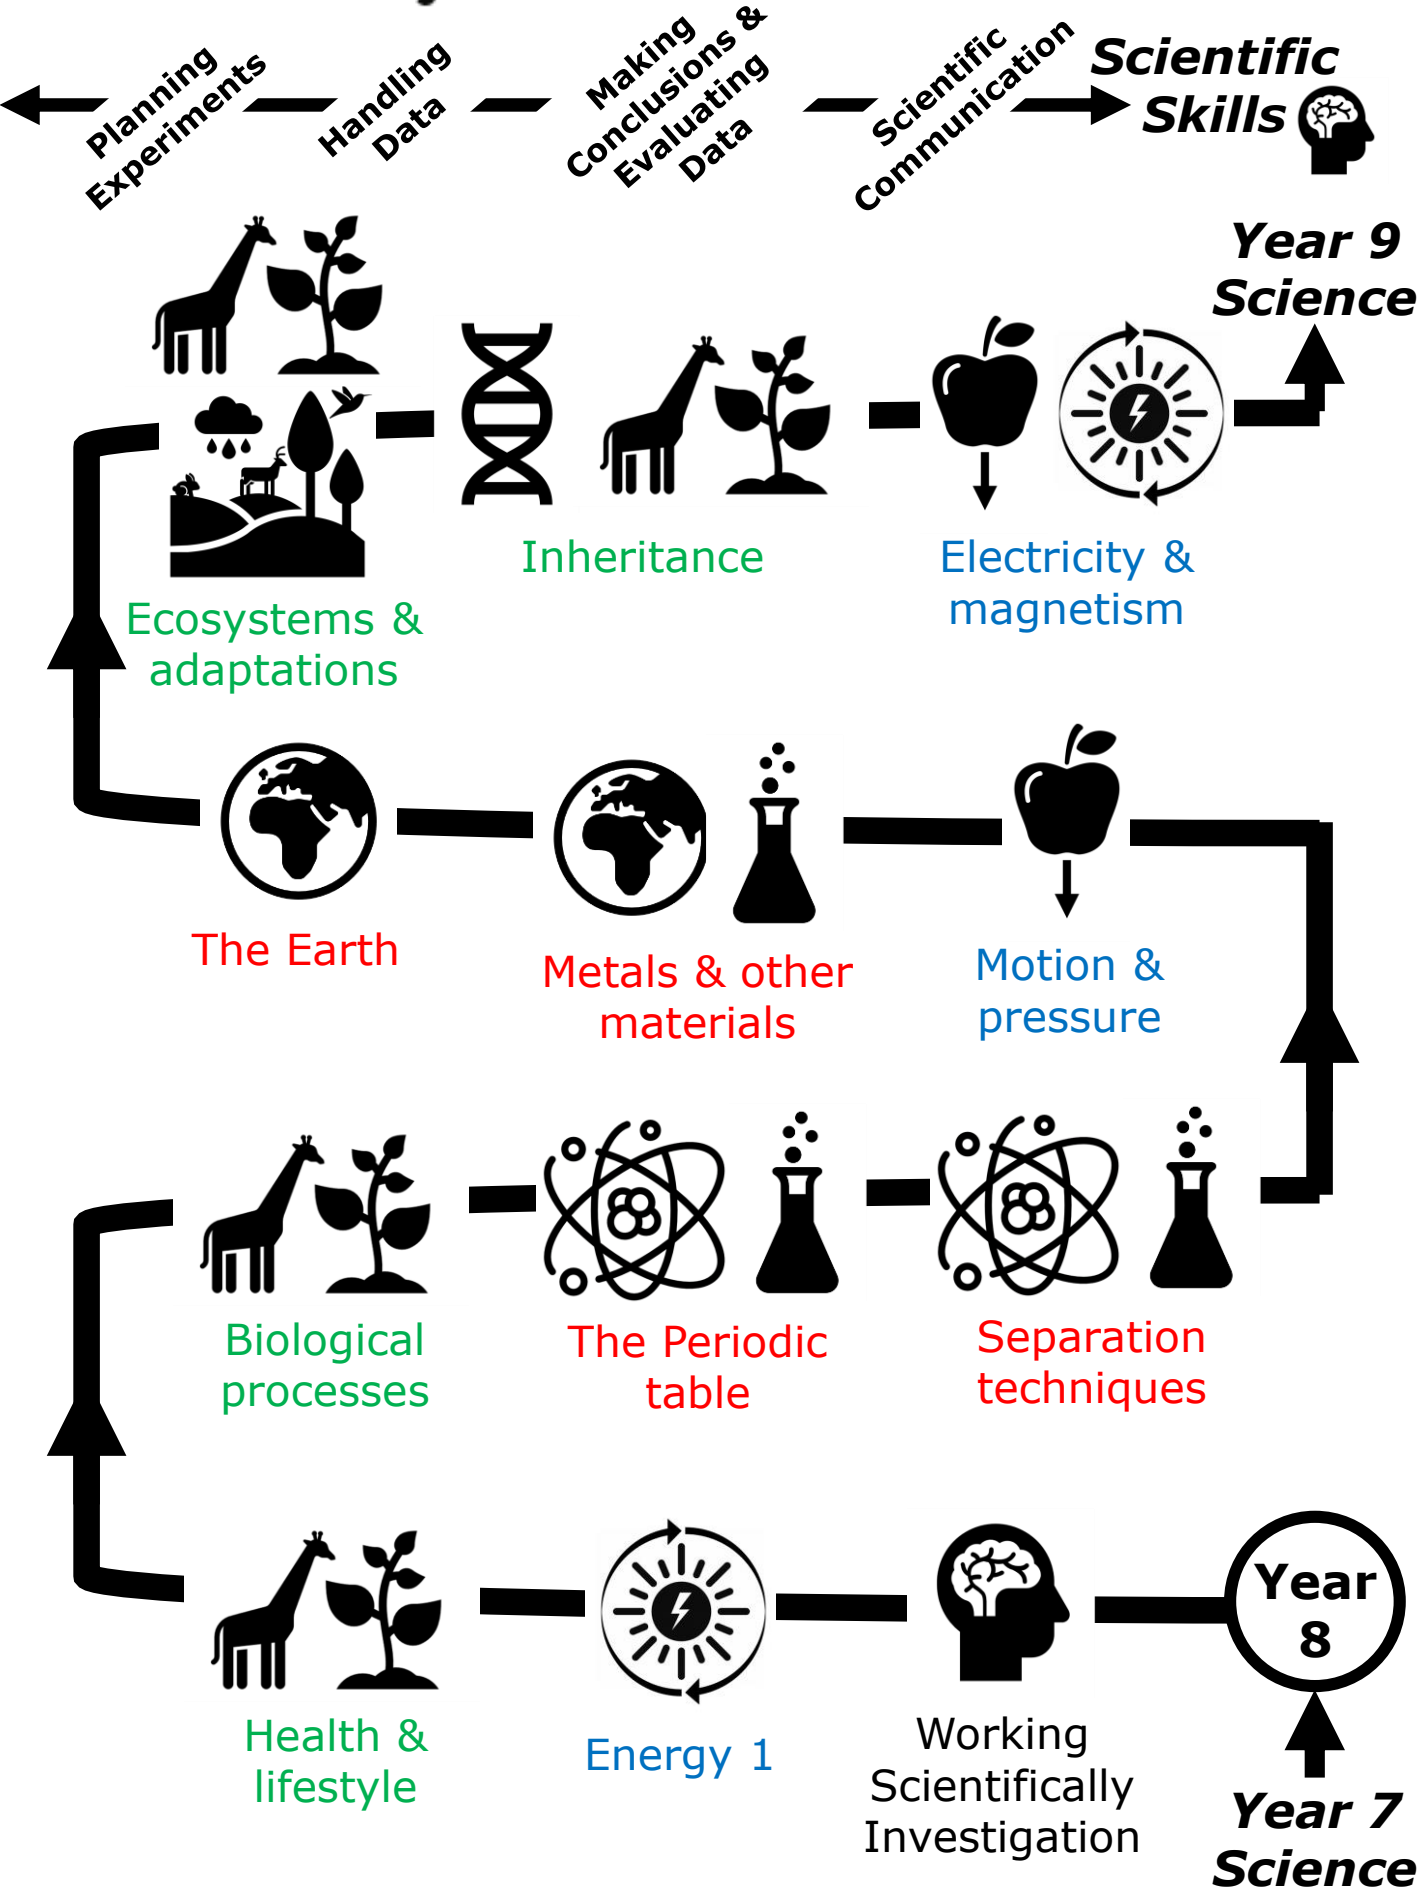 Planning
Experiments
Handling
Data
Making
Conclusions &
Evaluating
Data
Scientific
Communication
Scientific
Skills
Year 9
Science
Inheritance
Electricity &
magnetism
Ecosystems &
adaptations
The Earth
Metals & other
materials
Motion &
pressure
Biological
processes
The Periodic
table
Separation
techniques
Year
8
Health &
lifestyle
Energy 1
Working
Scientifically
Investigation
Year 7
Science